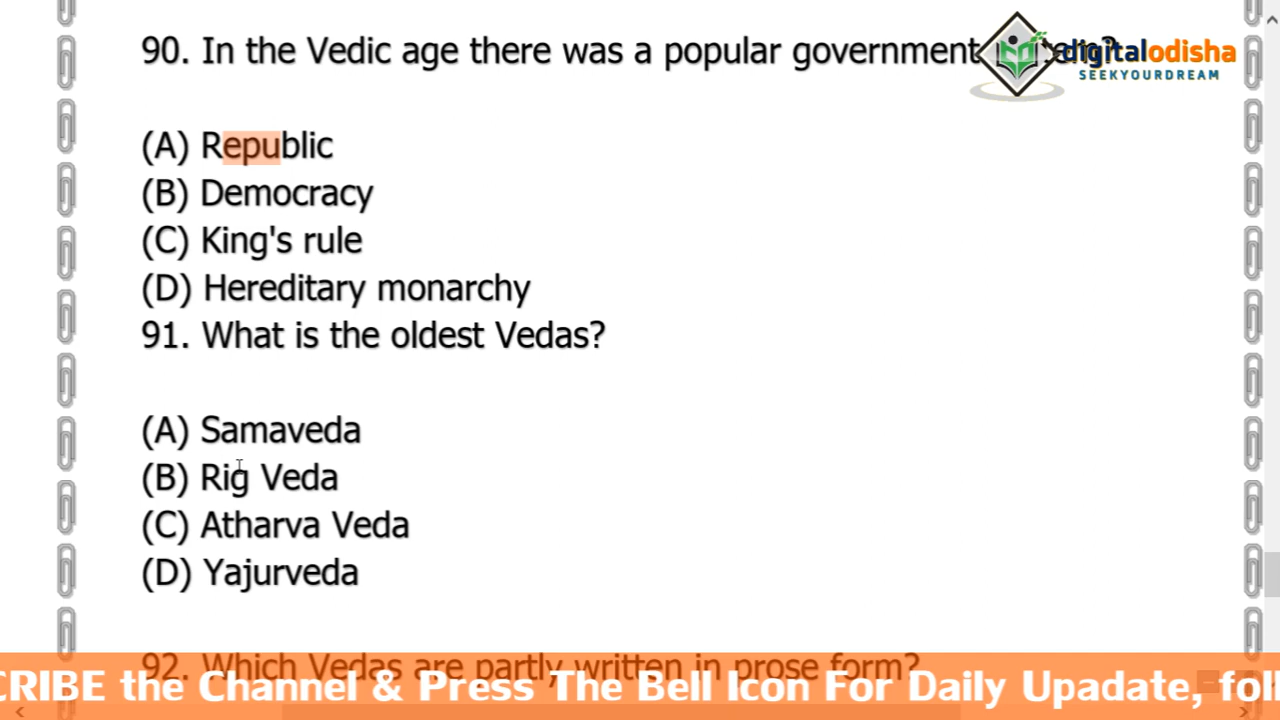 90. In the Vedic age there was a popular government
digitalodisha
SEEKYOURDREAM
(A) Republic
(B) Democracy
(C) King's rule
(D) Hereditary monarchy
91. What is the oldest Vedas?
(A) Samaveda
(B) Rig Veda
(C) Atharva Veda
(D) Yajurveda
92. Which Vedas are partly written in prose form?
CRIBE the Channel & Press The Bell Icon For Daily Upadate, foll